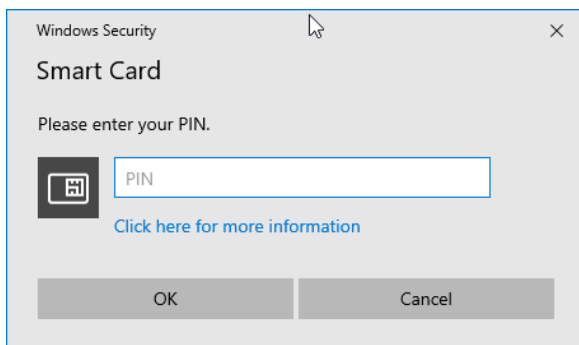 Windows Security
Smart Card
Please enter your PIN.
PIN
Click here for more information
OK
Cancel